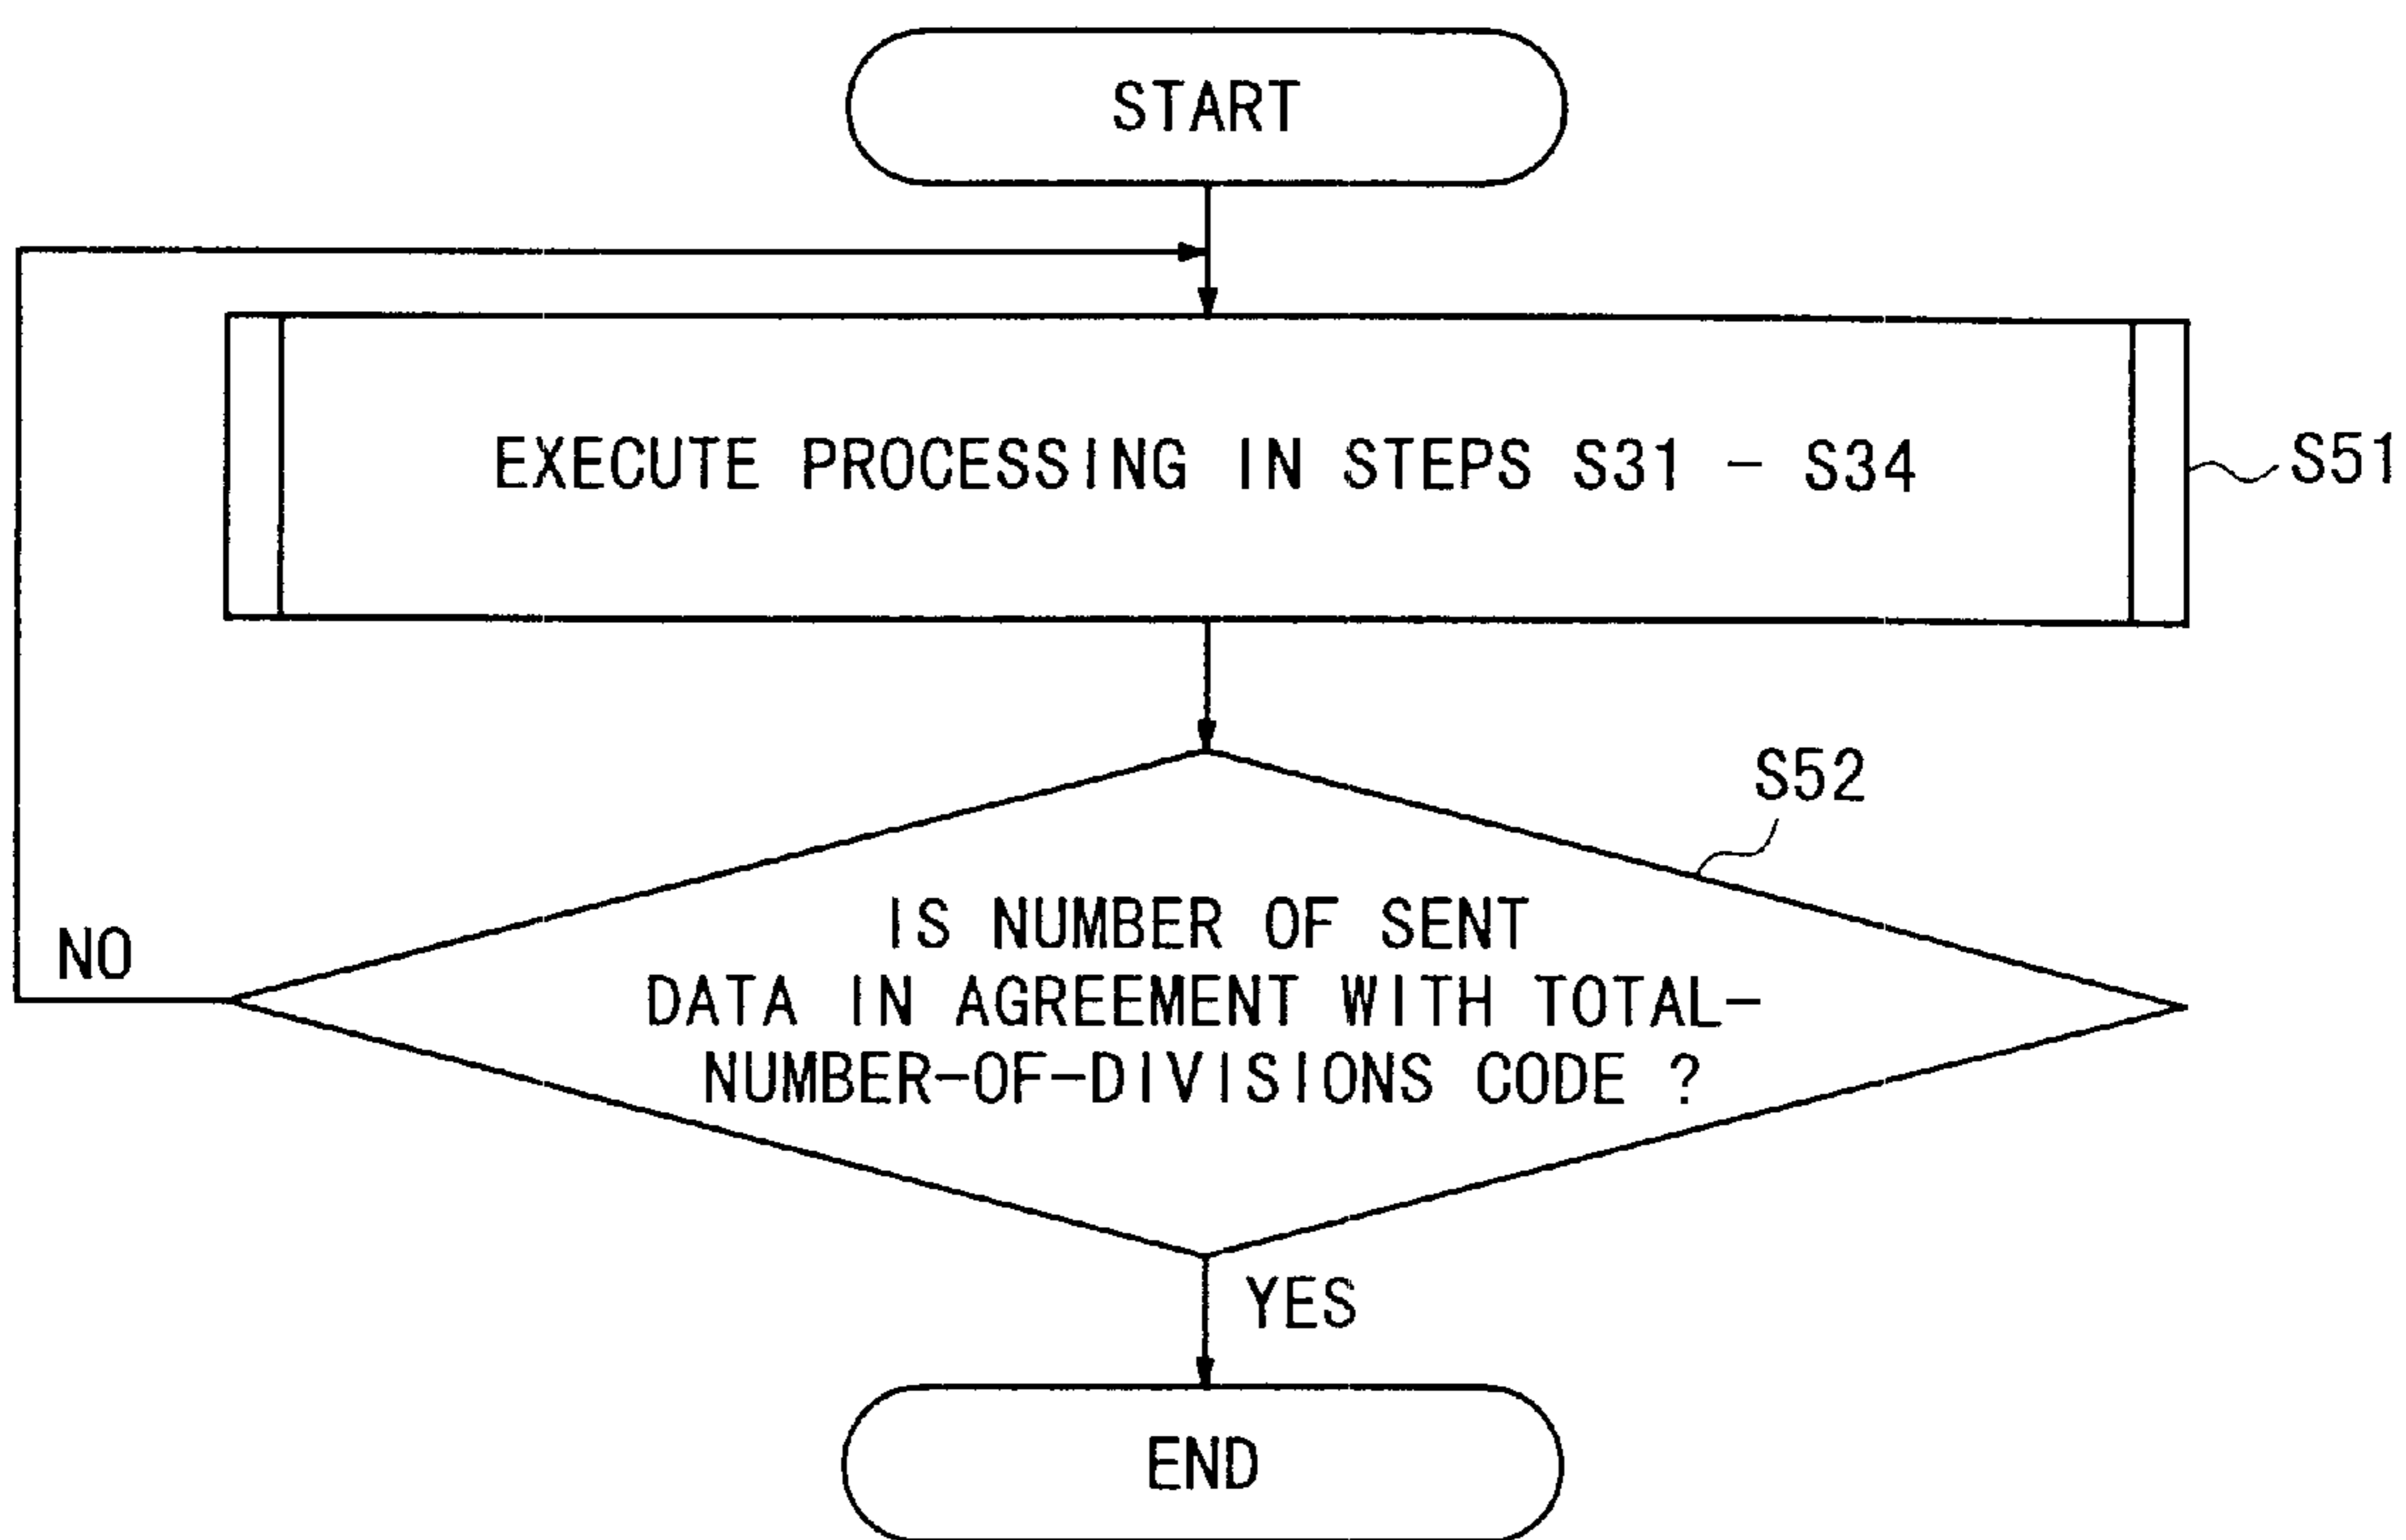 START
EXECUTE PROCESSING IN STEPS S31 - S34
S51
S52
IS NUMBER OF SENT
DATA IN AGREEMENT WITH TOTAL-
NUMBER-OF-DIVISIONS CODE ?
NO
YES
END